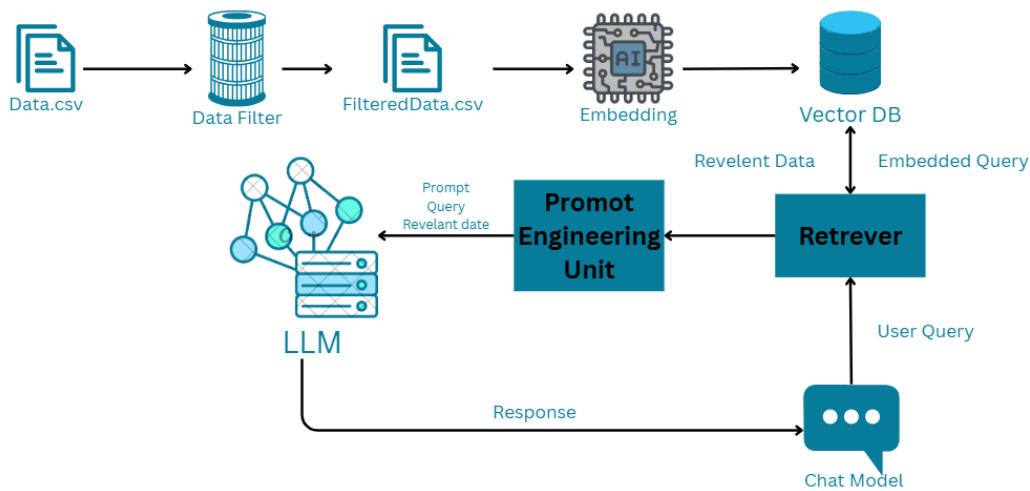 Data.csv
Data Filter
FilteredData.csv
AI
Embedding
Vector DB
Revelent Data
Embedded Query
Prompt
Query
Revelant date
Promot
Engineering
Unit
Retrever
LLM
User Query
Response
Chat Model